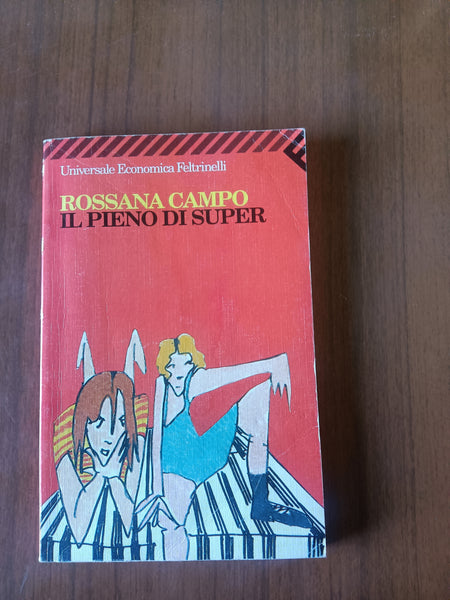 Universale Economica Feltrinelli
ROSSANA CAMPO
IL PIENO DI SUPER